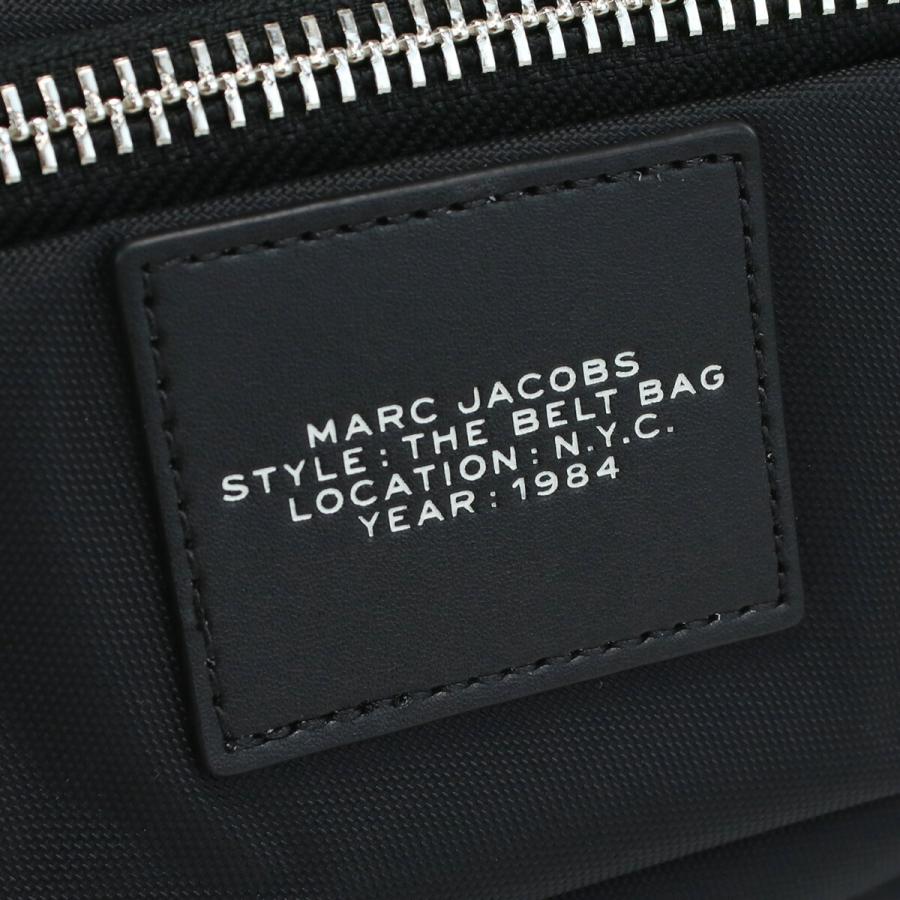 MARC JACOBS
STYLE: THE BELT BAG
LOCATION: N.Y.C.
YEAR: 1984